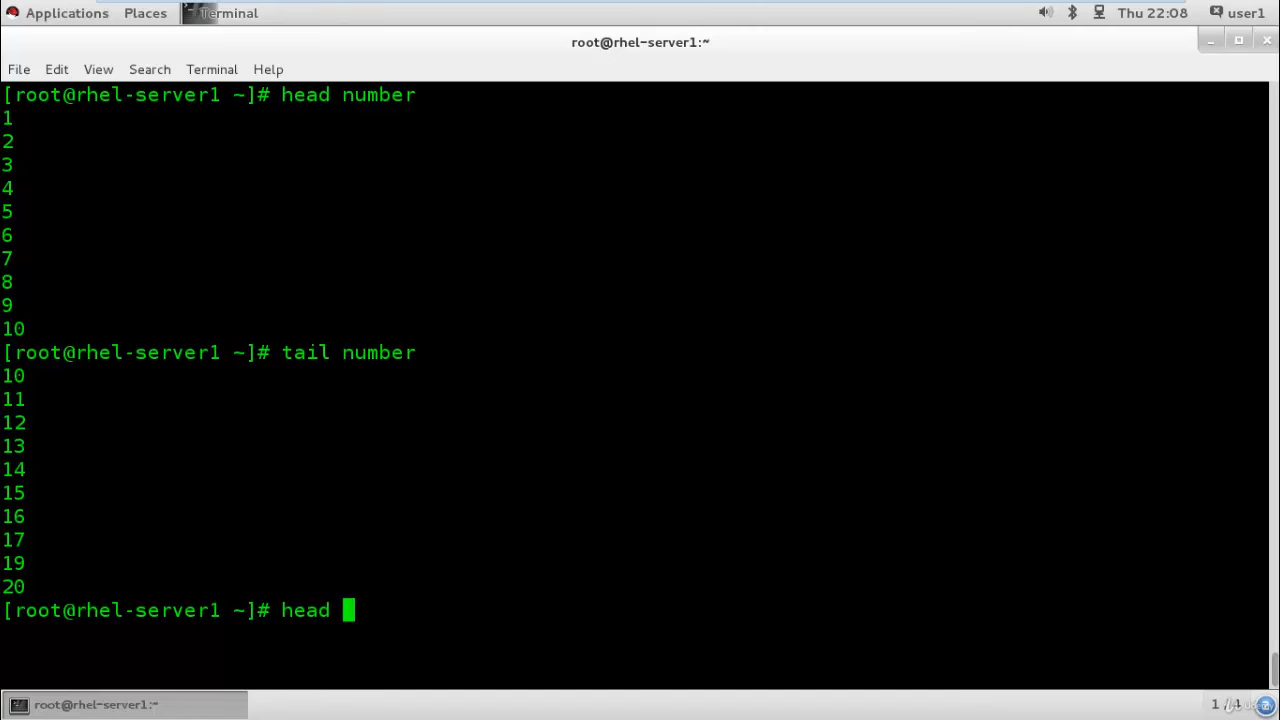 Applications Places Terminal Thu 22:08 user1
root@rhel-server1:~
File Edit View Search Terminal Help
[root@rhel-server1 ~]# head number
1
2
3
4
5
6
7
8
9
10
[root@rhel-server1 ~]# tail number
10
11
12
13
14
15
16
17
19
20
[root@rhel-server1 ~]# head
root@rhel-server1:~